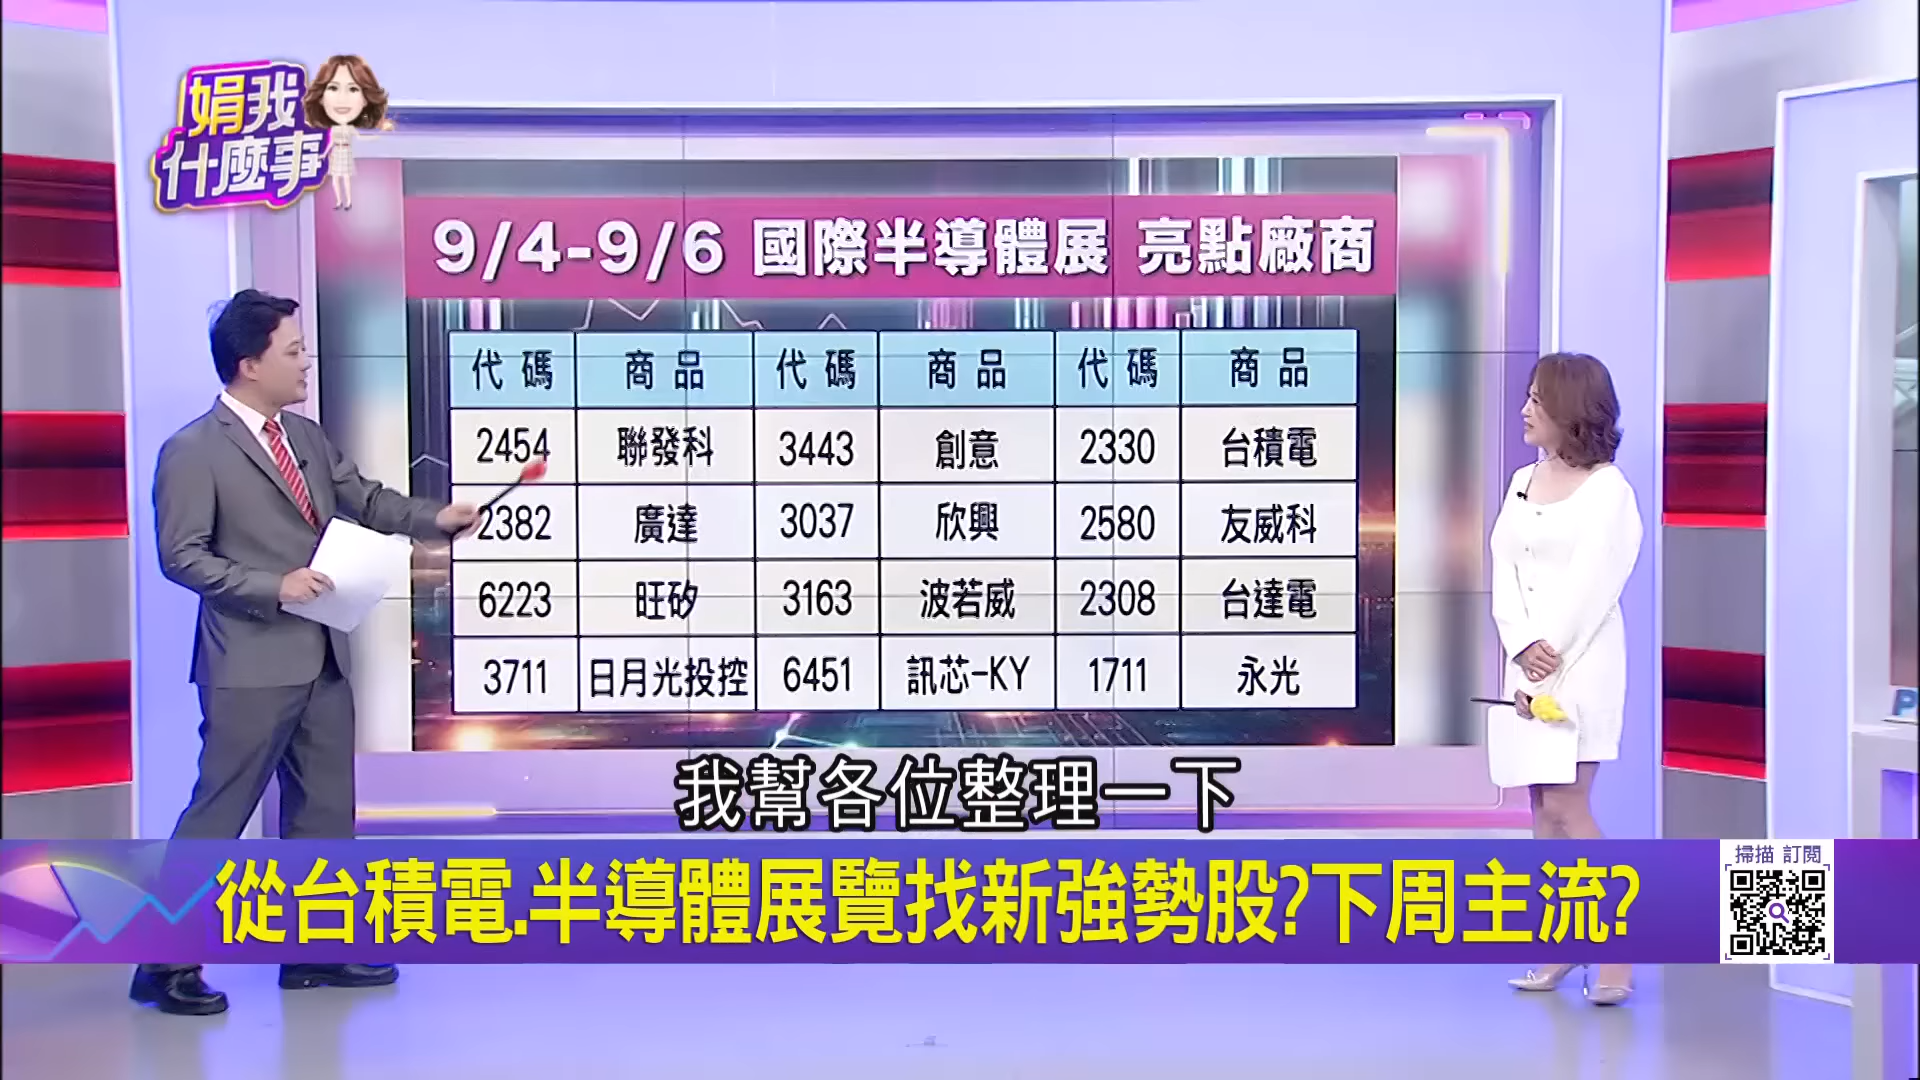 娟我
什麼事
9/4-9/6 國際半導體展 亮點廠商
代碼 商品 代碼 商品 代碼 商品
2454 聯發科 3443 創意 2330 台積電
2382 廣達 3037 欣興 2580 友威科
6223 旺矽 3163 波若威 2308 台達電
3711 日月光投控 6451 訊芯-KY 1711 永光
我幫各位整理一下
從台積電.半導體展覽找新強勢股?下周主流?
掃描 訂閱
P